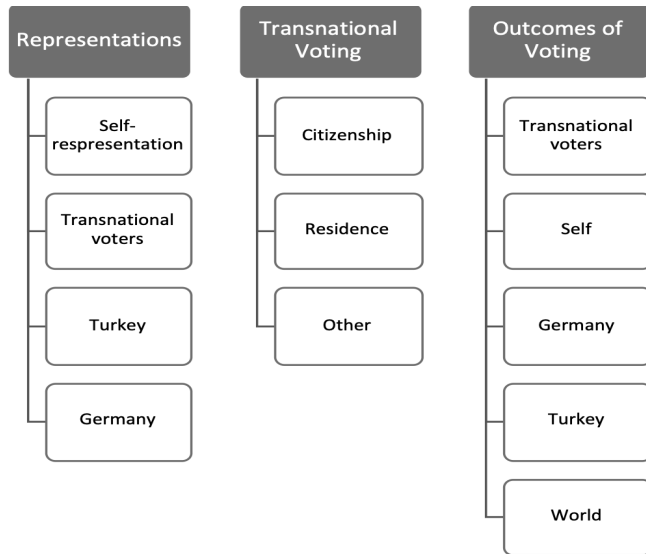 Representations
Self-
respresentation
Transnational
voters
Turkey
Germany
Transnational
Voting
Citizenship
Residence
Other
Outcomes of
Voting
Transnational
voters
Self
Germany
Turkey
World